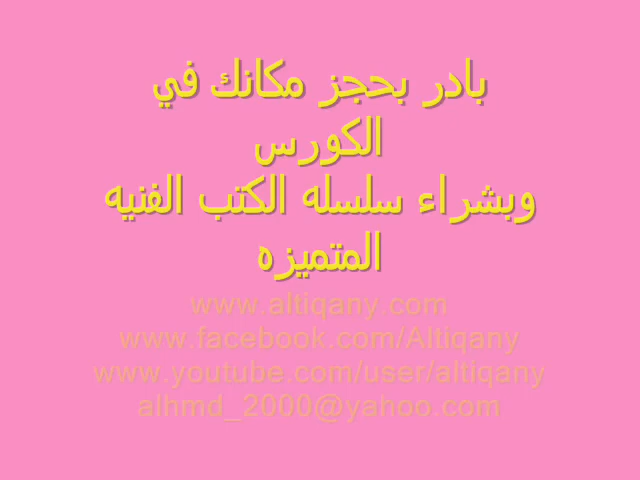 بادر بحجز مكانك في
الكورس
وبشراء سلسله الكتب الفنيه
المتميزه
www.altiqany.com
www.facebook.com/Altiqany
www.youtube.com/user/altiqany
alhmd_2000@yahoo.com